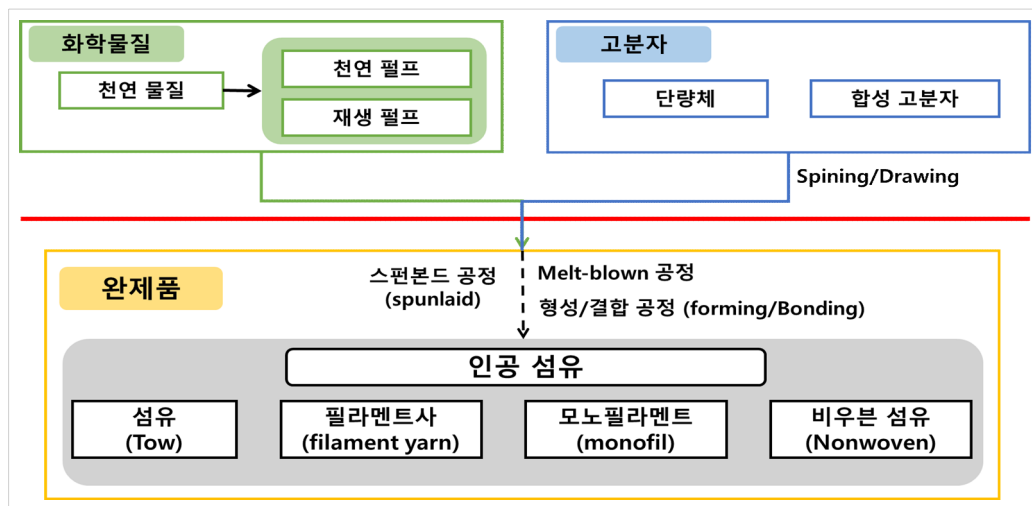 화학물질
천연 물질
천연 펄프
재생 펄프
고분자
단량체
합성 고분자
Spining/Drawing
완제품
스펀본드 공정
(spunlaid)
Melt-blown 공정
형성/결합 공정 (forming/Bonding)
인공 섬유
섬유
(Tow)
필라멘트사
(filament yarn)
모노필라멘트
(monofil)
비우븐 섬유
(Nonwoven)